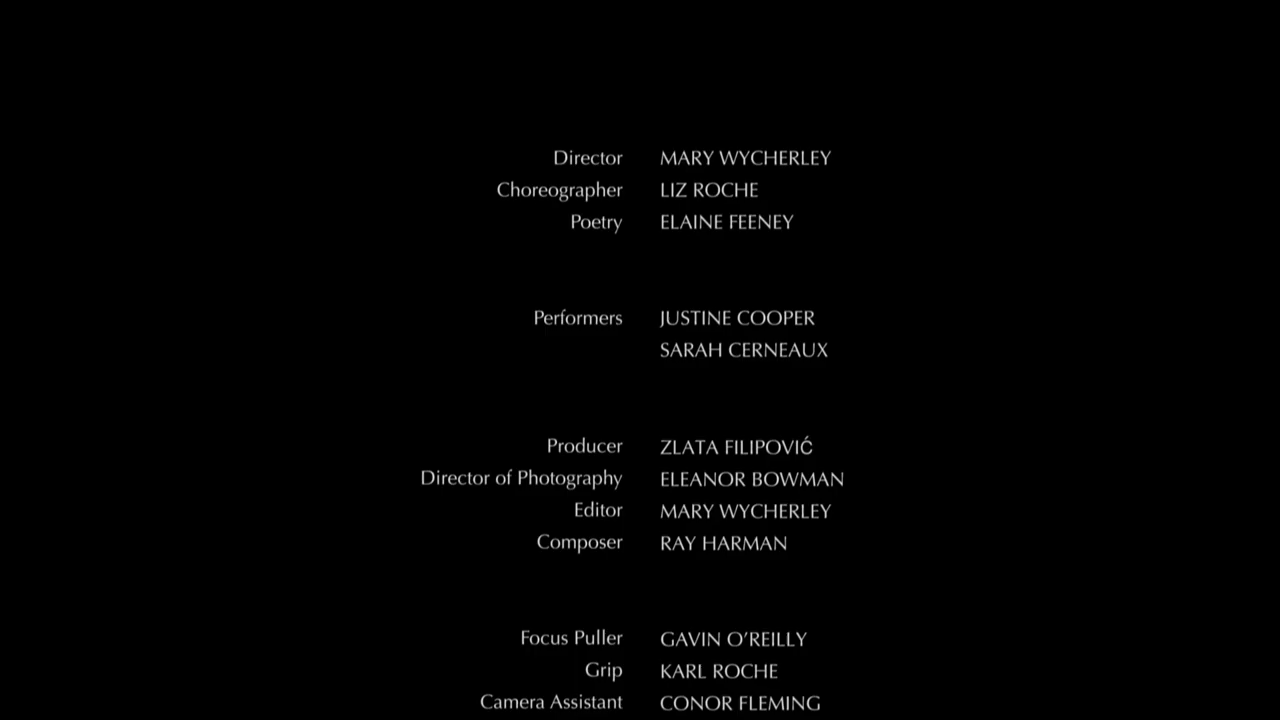 Director MARY WYCHERLEY
Choreographer LIZ ROCHE
Poetry ELAINE FEENEY
Performers JUSTINE COOPER
SARAH CERNEAUX
Producer ZLATA FILIPOVIĆ
Director of Photography ELEANOR BOWMAN
Editor MARY WYCHERLEY
Composer RAY HARMAN
Focus Puller GAVIN O’REILLY
Grip KARL ROCHE
Camera Assistant CONOR FLEMING